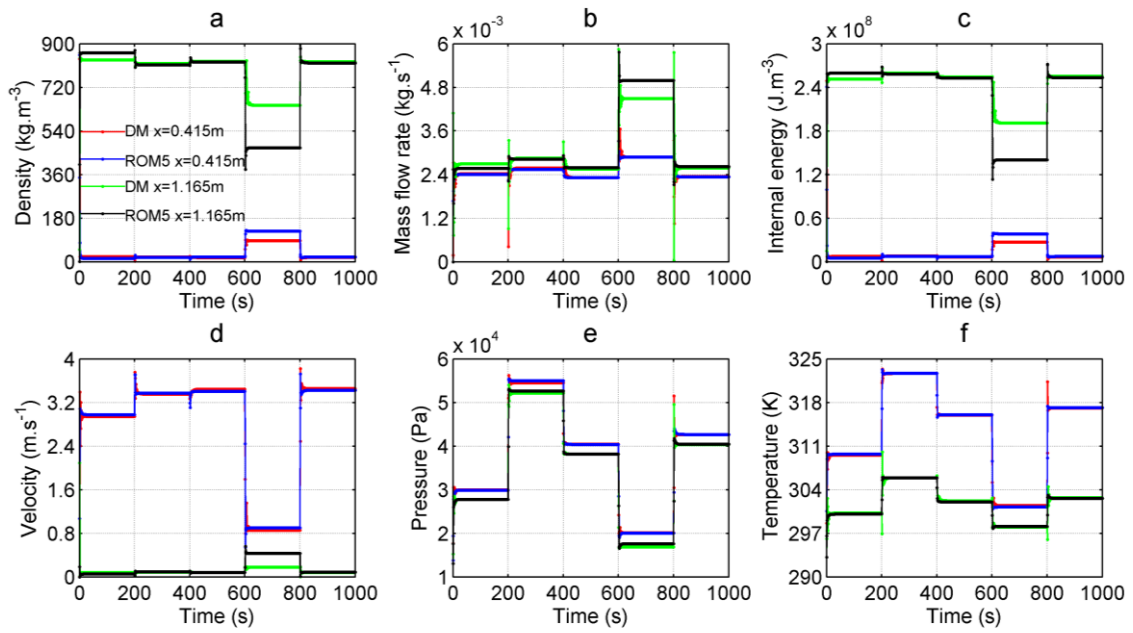 a
900
720
540
360
180
0
Density (kg.m-3)
DM x=0.415m
ROM5 x=0.415m
DM x=1.165m
ROM5 x=1.165m
0 200 400 600 800 1000
Time (s)
b
x 10-3
6
4.8
3.6
2.4
1.2
0
Mass flow rate (kg.s-1)
0 200 400 600 800 1000
Time (s)
c
x 108
3
2.4
1.8
1.2
0.6
0
Internal energy (J.m-3)
0 200 400 600 800 1000
Time (s)
d
4
3.2
2.4
1.6
0.8
0
Velocity (m.s-1)
0 200 400 600 800 1000
Time (s)
e
x 104
6
5
4
3
2
1
Pressure (Pa)
0 200 400 600 800 1000
Time (s)
f
325
318
311
304
297
290
Temperature (K)
0 200 400 600 800 1000
Time (s)